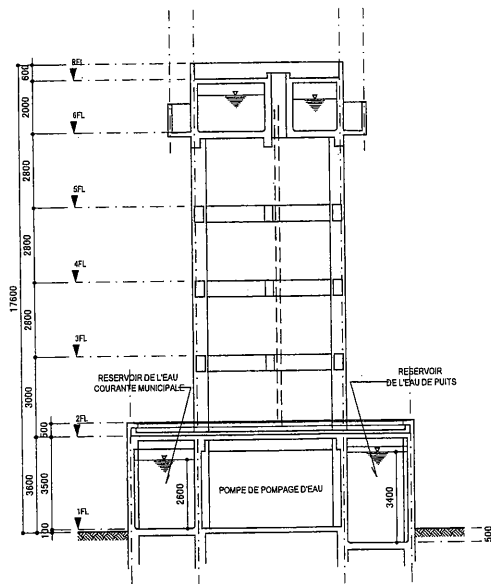 RFL
600
2000
6FL
2800
5FL
2800
4FL
17600
2800
3FL
RESERVOIR DE L'EAU
COURANTE MUNICIPALE
RESERVOIR
DE L'EAU DE PUITS
3000
2FL
500
3600
3500
2600
POMPE DE POMPAGE D'EAU
3400
1FL
100
500